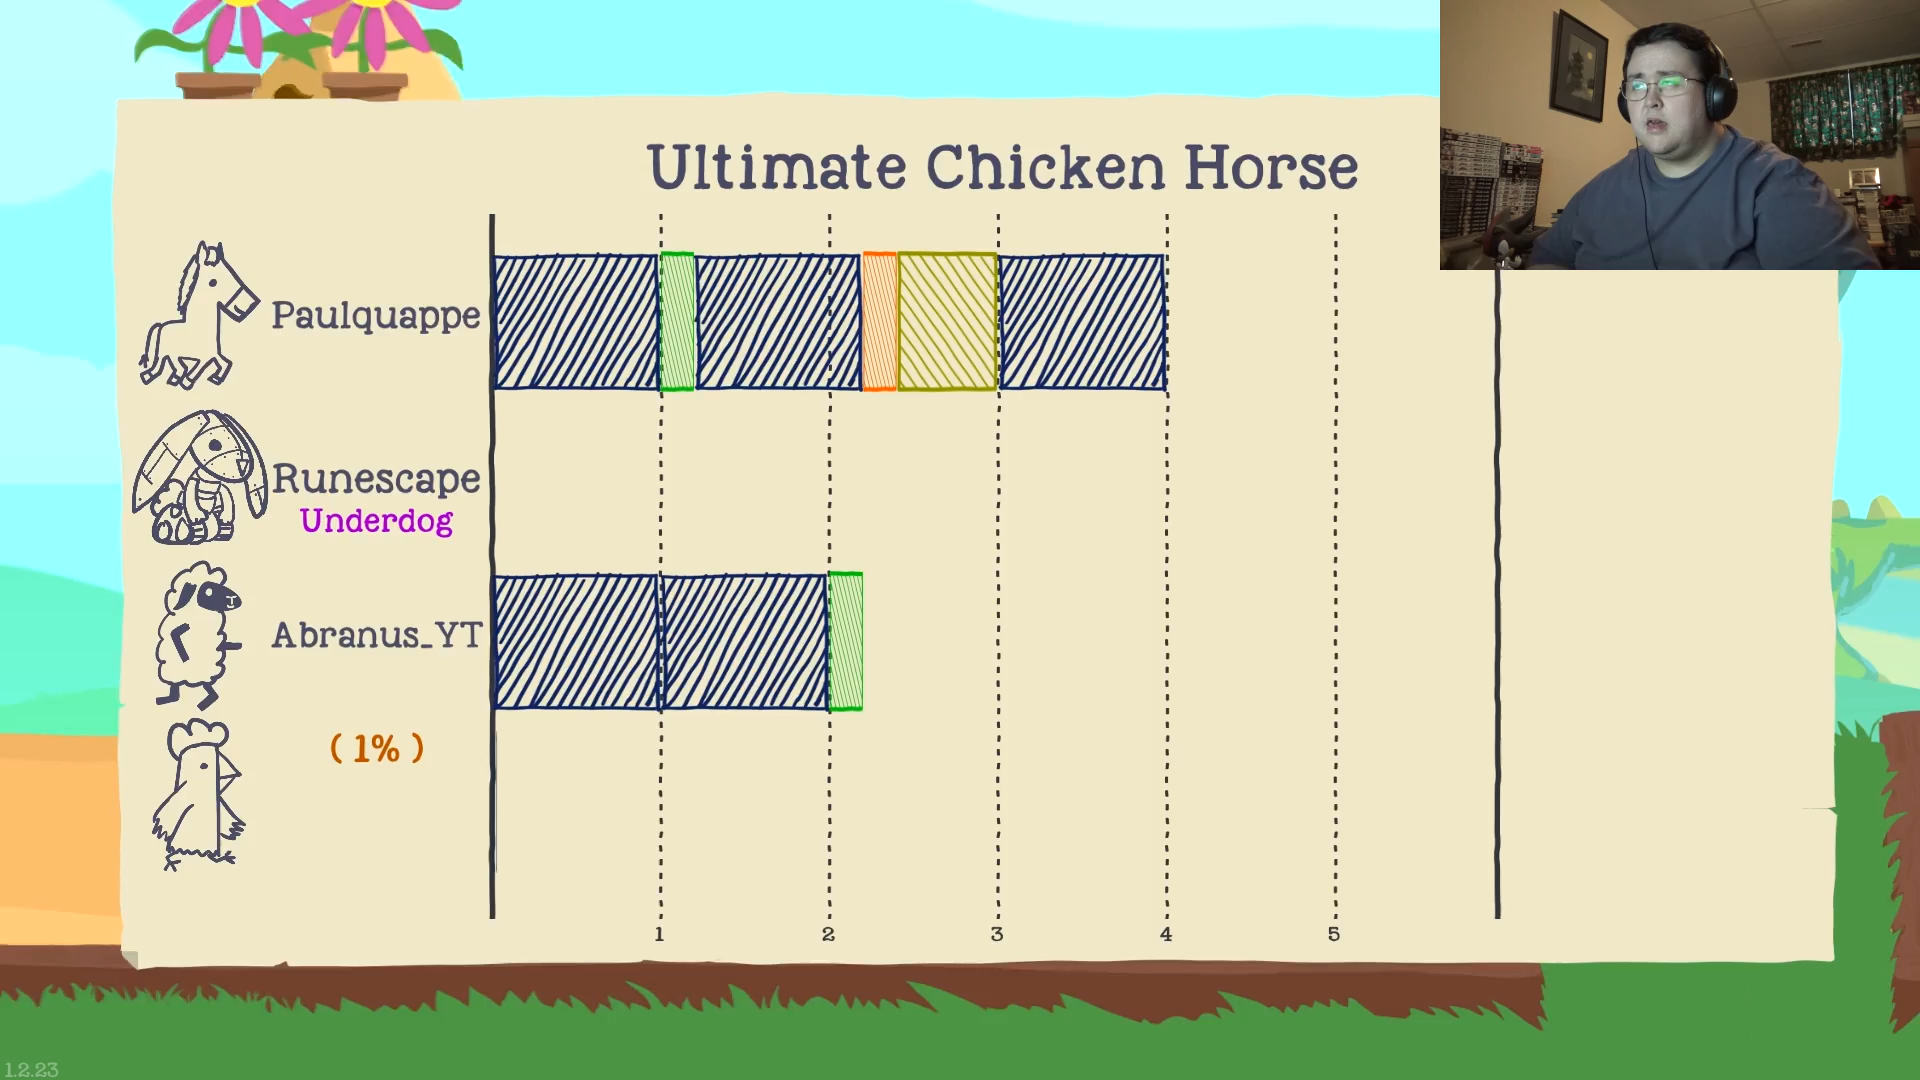 Ultimate Chicken Horse
Paulquappe
Runescape
Underdog
Abranus_YT
( 1% )
1 2 3 4 5
1.2.23